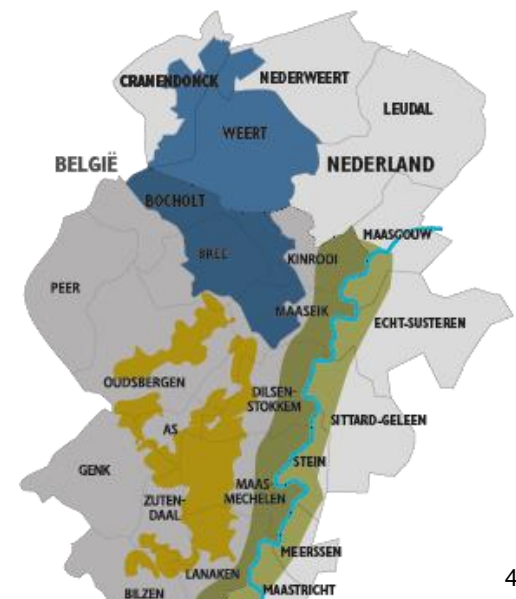 CRANENDONCK
NEDERWEERT
LEUDAL
WEERT
BELGIË
NEDERLAND
BOCHOLT
MAASGOUW
BREE
KINROOI
PEER
MAASEIK
ECHT-SUSTEREN
OUDSBERGEN
DILSEN-
STOKKEM
SITTARD-GELEEN
AS
STEIN
GENK
MAAS-
MECHELEN
ZUTEN-
DAAL
MEERSSEN
LANAKEN
4
MAASTRICHT
BILZEN